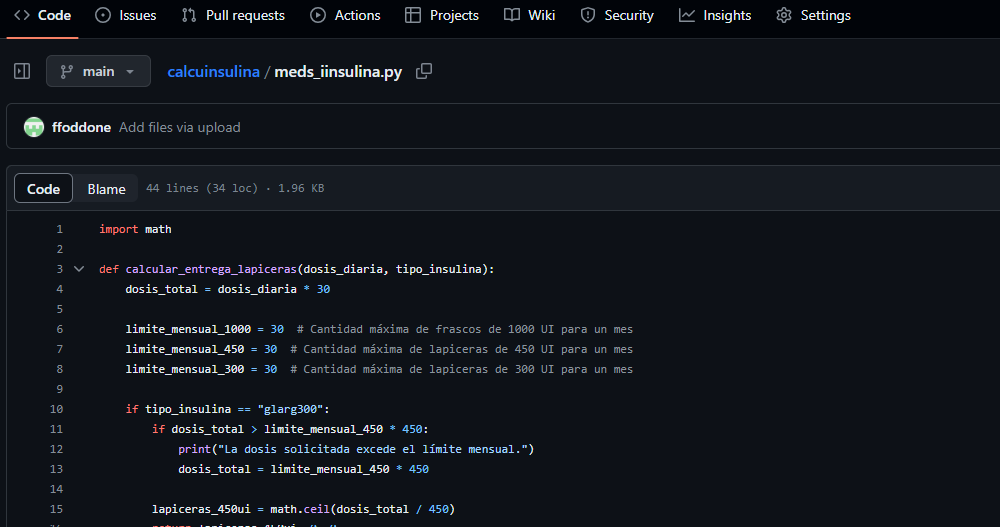 Code Issues Pull requests Actions Projects Wiki Security Insights Settings
main calcuinsulina / meds_iinsulina.py
ffoddone Add files via upload
Code Blame 44 lines (34 loc) · 1.96 KB
1 import math
2
3 def calcular_entrega_lapiceras(dosis_diaria, tipo_insulina):
4 dosis_total = dosis_diaria * 30
5
6 limite_mensual_1000 = 30 # Cantidad máxima de frascos de 1000 UI para un mes
7 limite_mensual_450 = 30 # Cantidad máxima de lapiceras de 450 UI para un mes
8 limite_mensual_300 = 30 # Cantidad máxima de lapiceras de 300 UI para un mes
9
10 if tipo_insulina == "glarg300":
11 if dosis_total > limite_mensual_450 * 450:
12 print("La dosis solicitada excede el límite mensual.")
13 dosis_total = limite_mensual_450 * 450
14
15 lapiceras_450ui = math.ceil(dosis_total / 450)